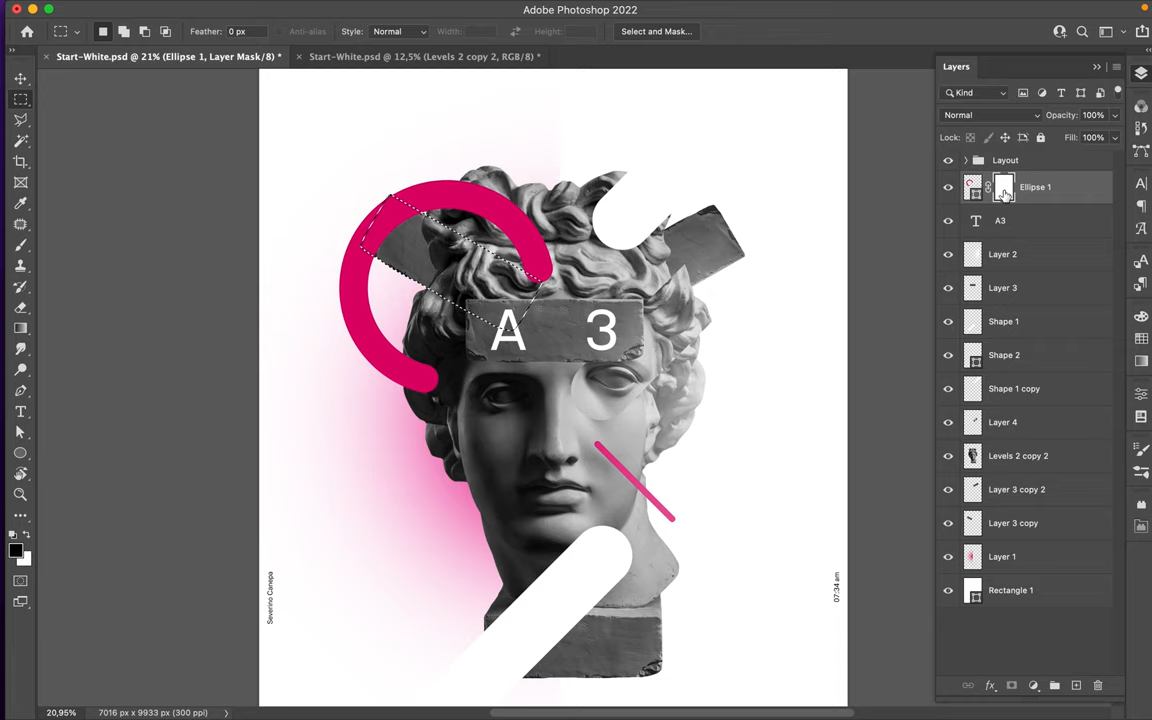 Adobe Photoshop 2022
Feather: 0 px
Anti-alias
Style: Normal
Width:
Height:
Select and Mask...
Start-White.psd @ 21% (Ellipse 1, Layer Mask/8) *
Start-White.psd @ 12,5% (Levels 2 copy 2, RGB/8) *
Layers
Kind
Normal
Opacity: 100%
Lock:
Fill: 100%
Layout
Ellipse 1
A3
Layer 2
Layer 3
Shape 1
Shape 2
Shape 1 copy
Layer 4
Levels 2 copy 2
Layer 3 copy 2
Layer 3 copy
Layer 1
Rectangle 1
A 3
Severino Canepa
07:34 am
20,95%
7016 px x 9933 px (300 ppi)